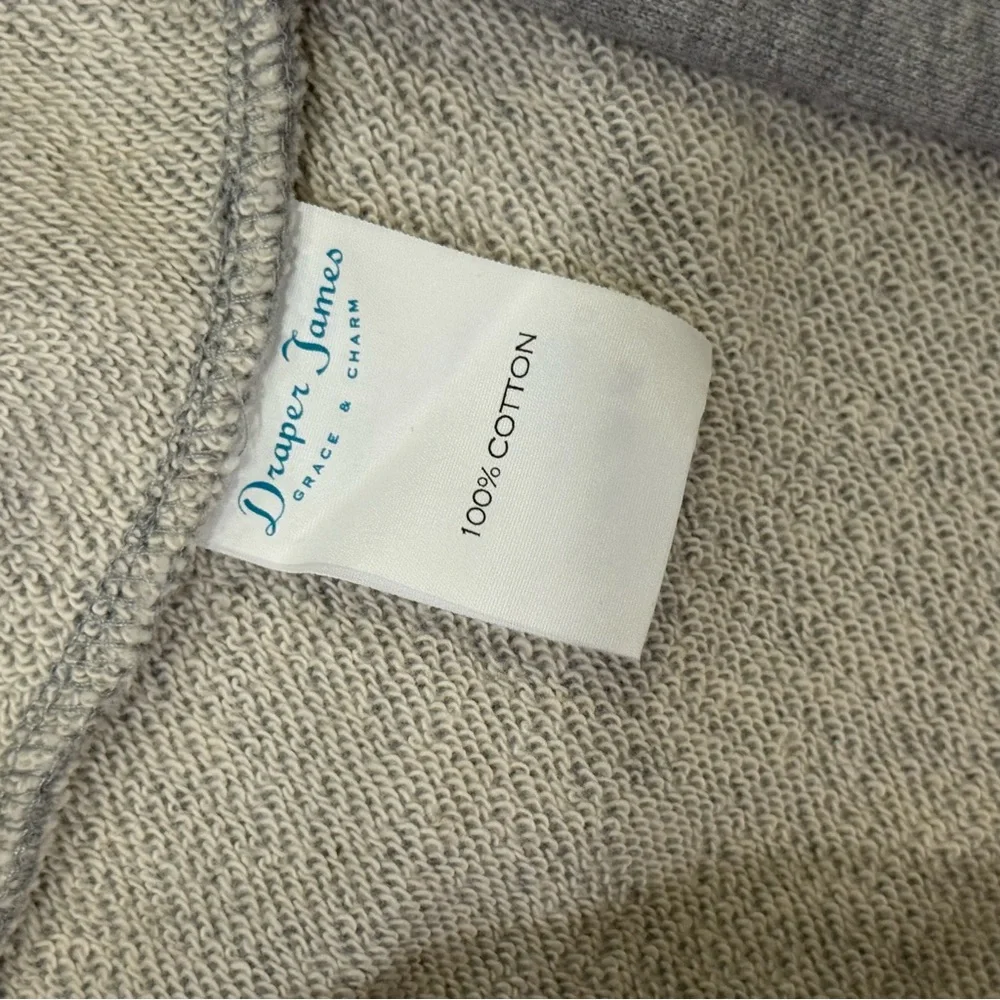 Draper James
GRACE & CHARM
100% COTTON